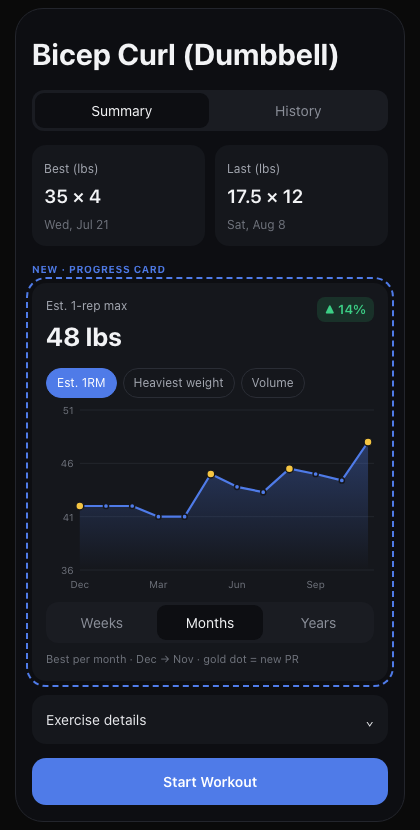 Bicep Curl (Dumbbell)
Summary History
Best (lbs) Last (lbs)
35 × 4 17.5 × 12
Wed, Jul 21 Sat, Aug 8
NEW · PROGRESS CARD
Est. 1-rep max ▲ 14%
48 lbs
Est. 1RM Heaviest weight Volume
51
46
41
36
Dec Mar Jun Sep
Weeks Months Years
Best per month · Dec → Nov · gold dot = new PR
Exercise details
Start Workout